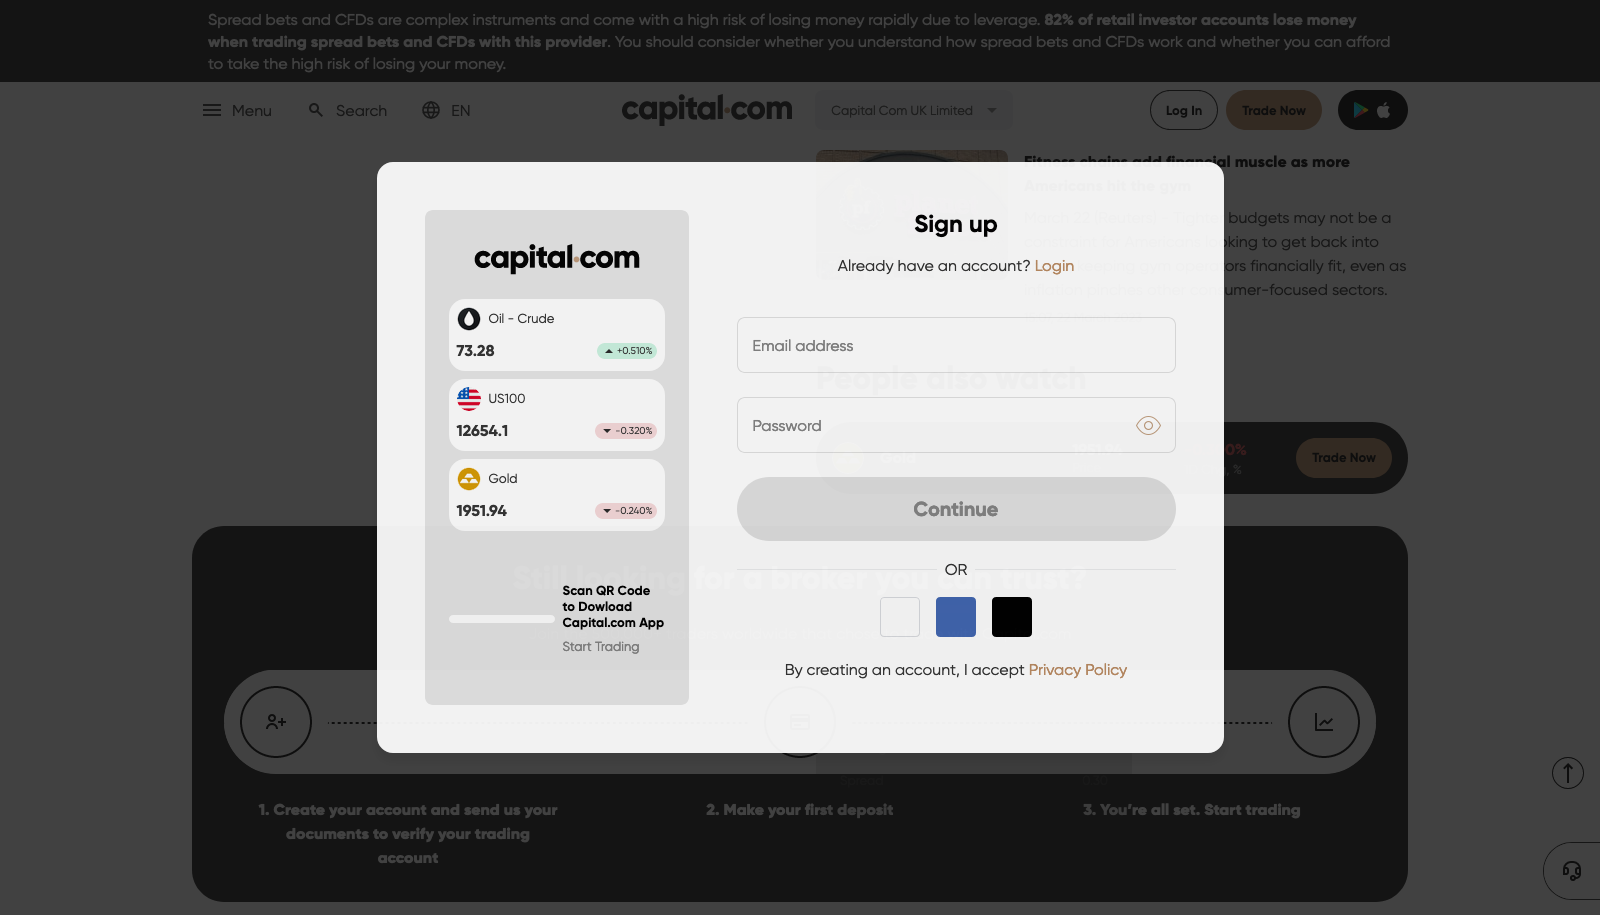 Spread bets and CFDs are complex instruments and come with a high risk of losing money rapidly due to leverage. 82% of retail investor accounts lose money
when trading spread bets and CFDs with this provider. You should consider whether you understand how spread bets and CFDs work and whether you can afford
to take the high risk of losing your money.
Menu
Search
EN
capital.com
Capital Com UK Limited
Log In
Trade Now
Fitness chains add financial muscle as more
Americans hit the gym
budgets may not be a
looking to get back into
financially fit, even as
consumer-focused sectors.
Sign up
Already have an account? Login
Email address
Password
Continue
OR
By creating an account, I accept Privacy Policy
capital.com
Oil - Crude
73.28
+0.510%
US100
12654.1
-0.320%
Gold
1951.94
-0.240%
Scan QR Code
to Dowload
Capital.com App
Start Trading
People also watch
Trade Now
Still looking for a broker you can trust?
1. Create your account and send us your
documents to verify your trading
account
2. Make your first deposit
3. You're all set. Start trading